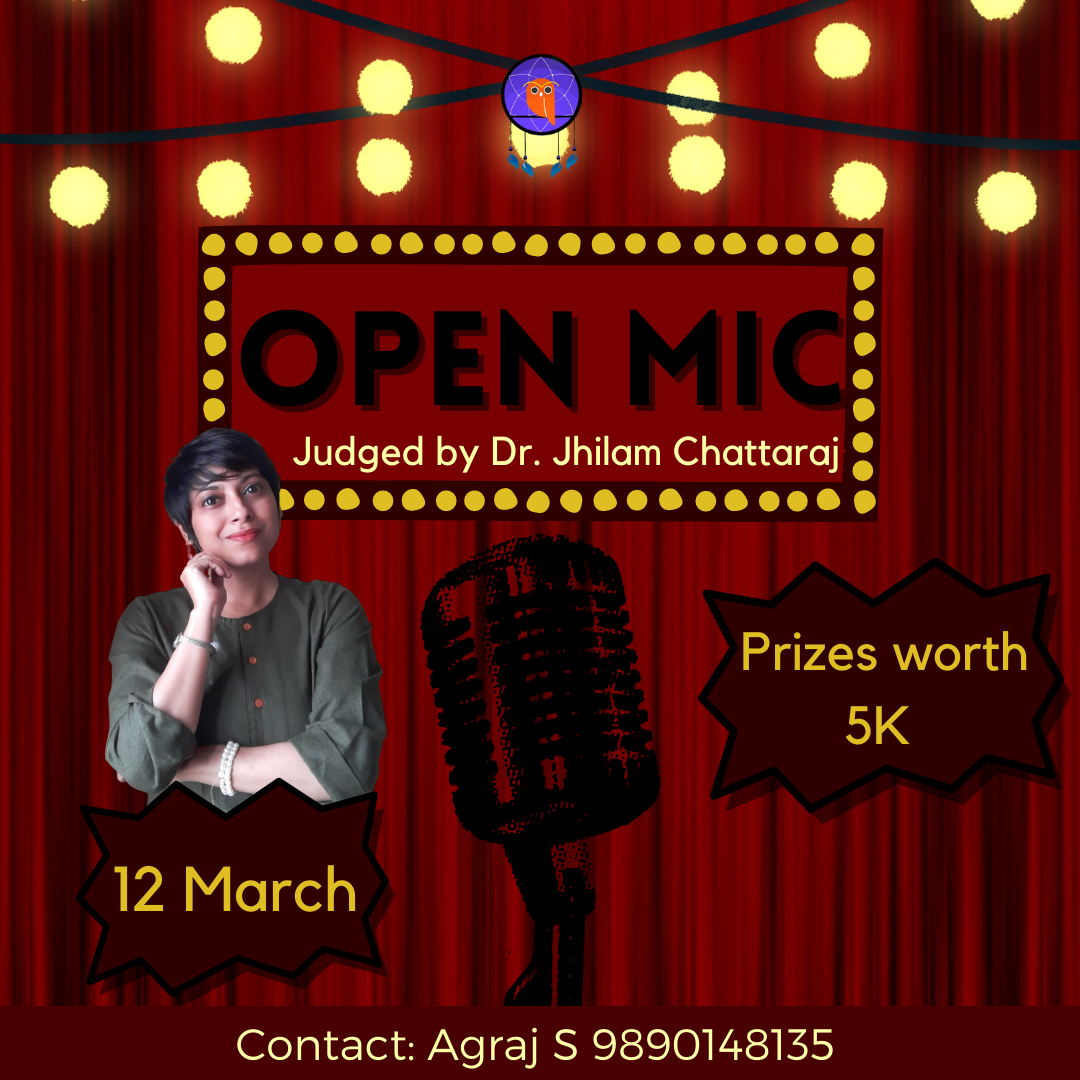 OPEN MIC
Judged by Dr. Jhilam Chattaraj
Prizes worth
5K
12 March
Contact: Agraj S 9890148135